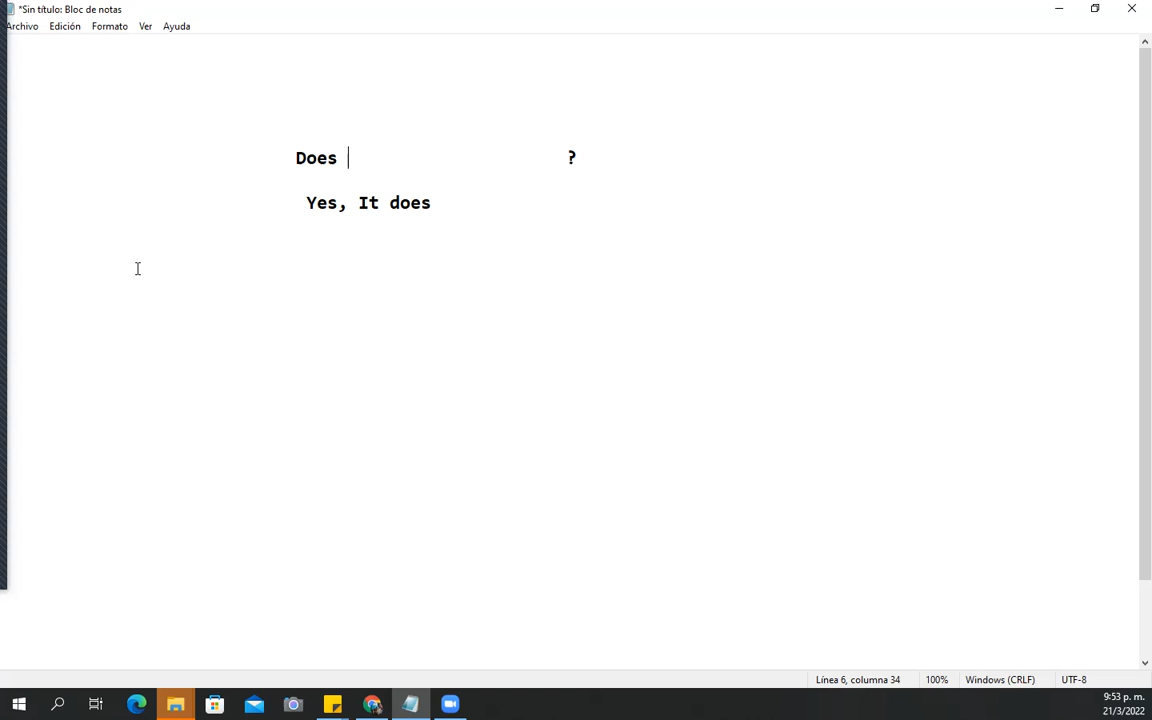 *Sin título: Bloc de notas
Archivo Edición Formato Ver Ayuda
Does ?
Yes, It does
Línea 6, columna 34 100% Windows (CRLF) UTF-8
9:53 p. m.
21/3/2022